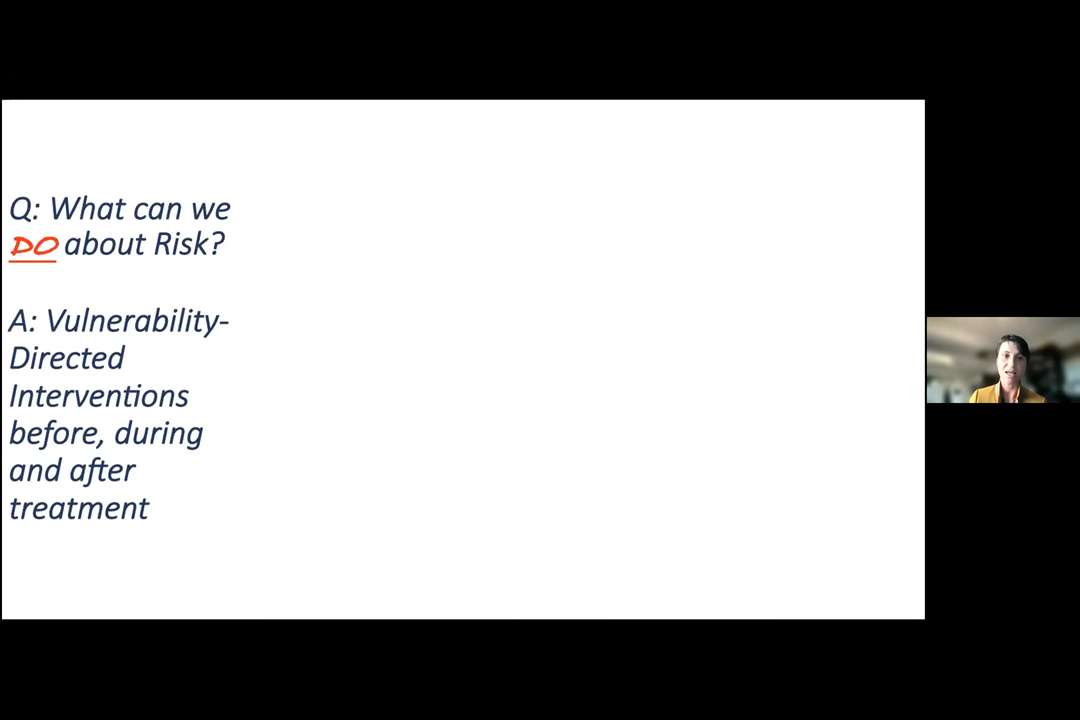 Q: What can we
DO about Risk?
A: Vulnerability-
Directed
Interventions
before, during
and after
treatment